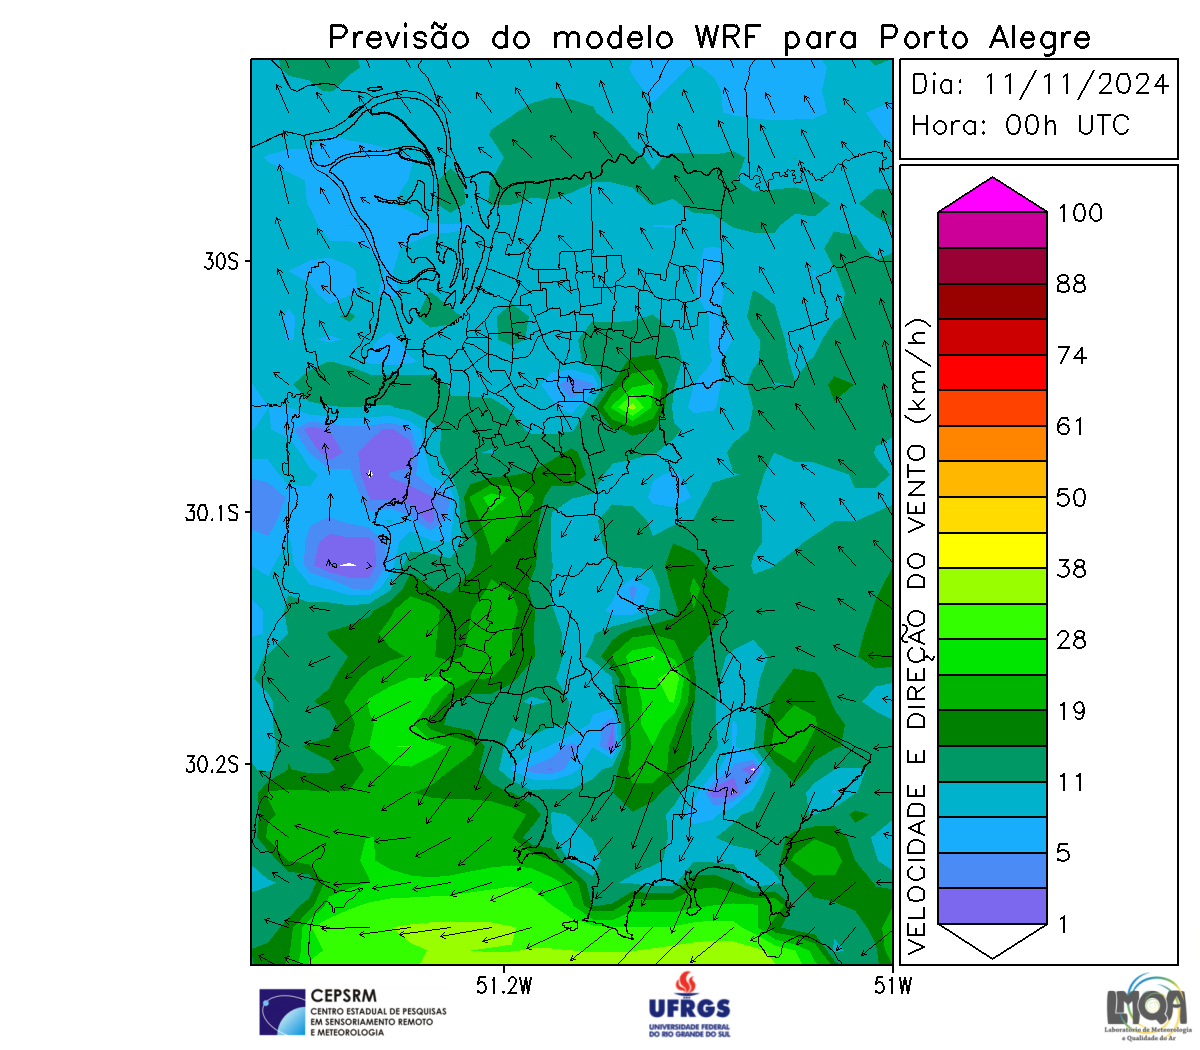 Previsão do modelo WRF para Porto Alegre
Dia: 11/11/2024
Hora: 00h UTC
100
88
74
61
50
38
28
19
11
5
1
VELOCIDADE E DIREÇÃO DO VENTO (km/h)
30S
30.1S
30.2S
51.2W
51W
CEPSRM
CENTRO ESTADUAL DE PESQUISAS
EM SENSORIAMENTO REMOTO
E METEOROLOGIA
UFRGS
UNIVERSIDADE FEDERAL
DO RIO GRANDE DO SUL
LMQA
Laboratório de Meteorologia
e Qualidade do Ar